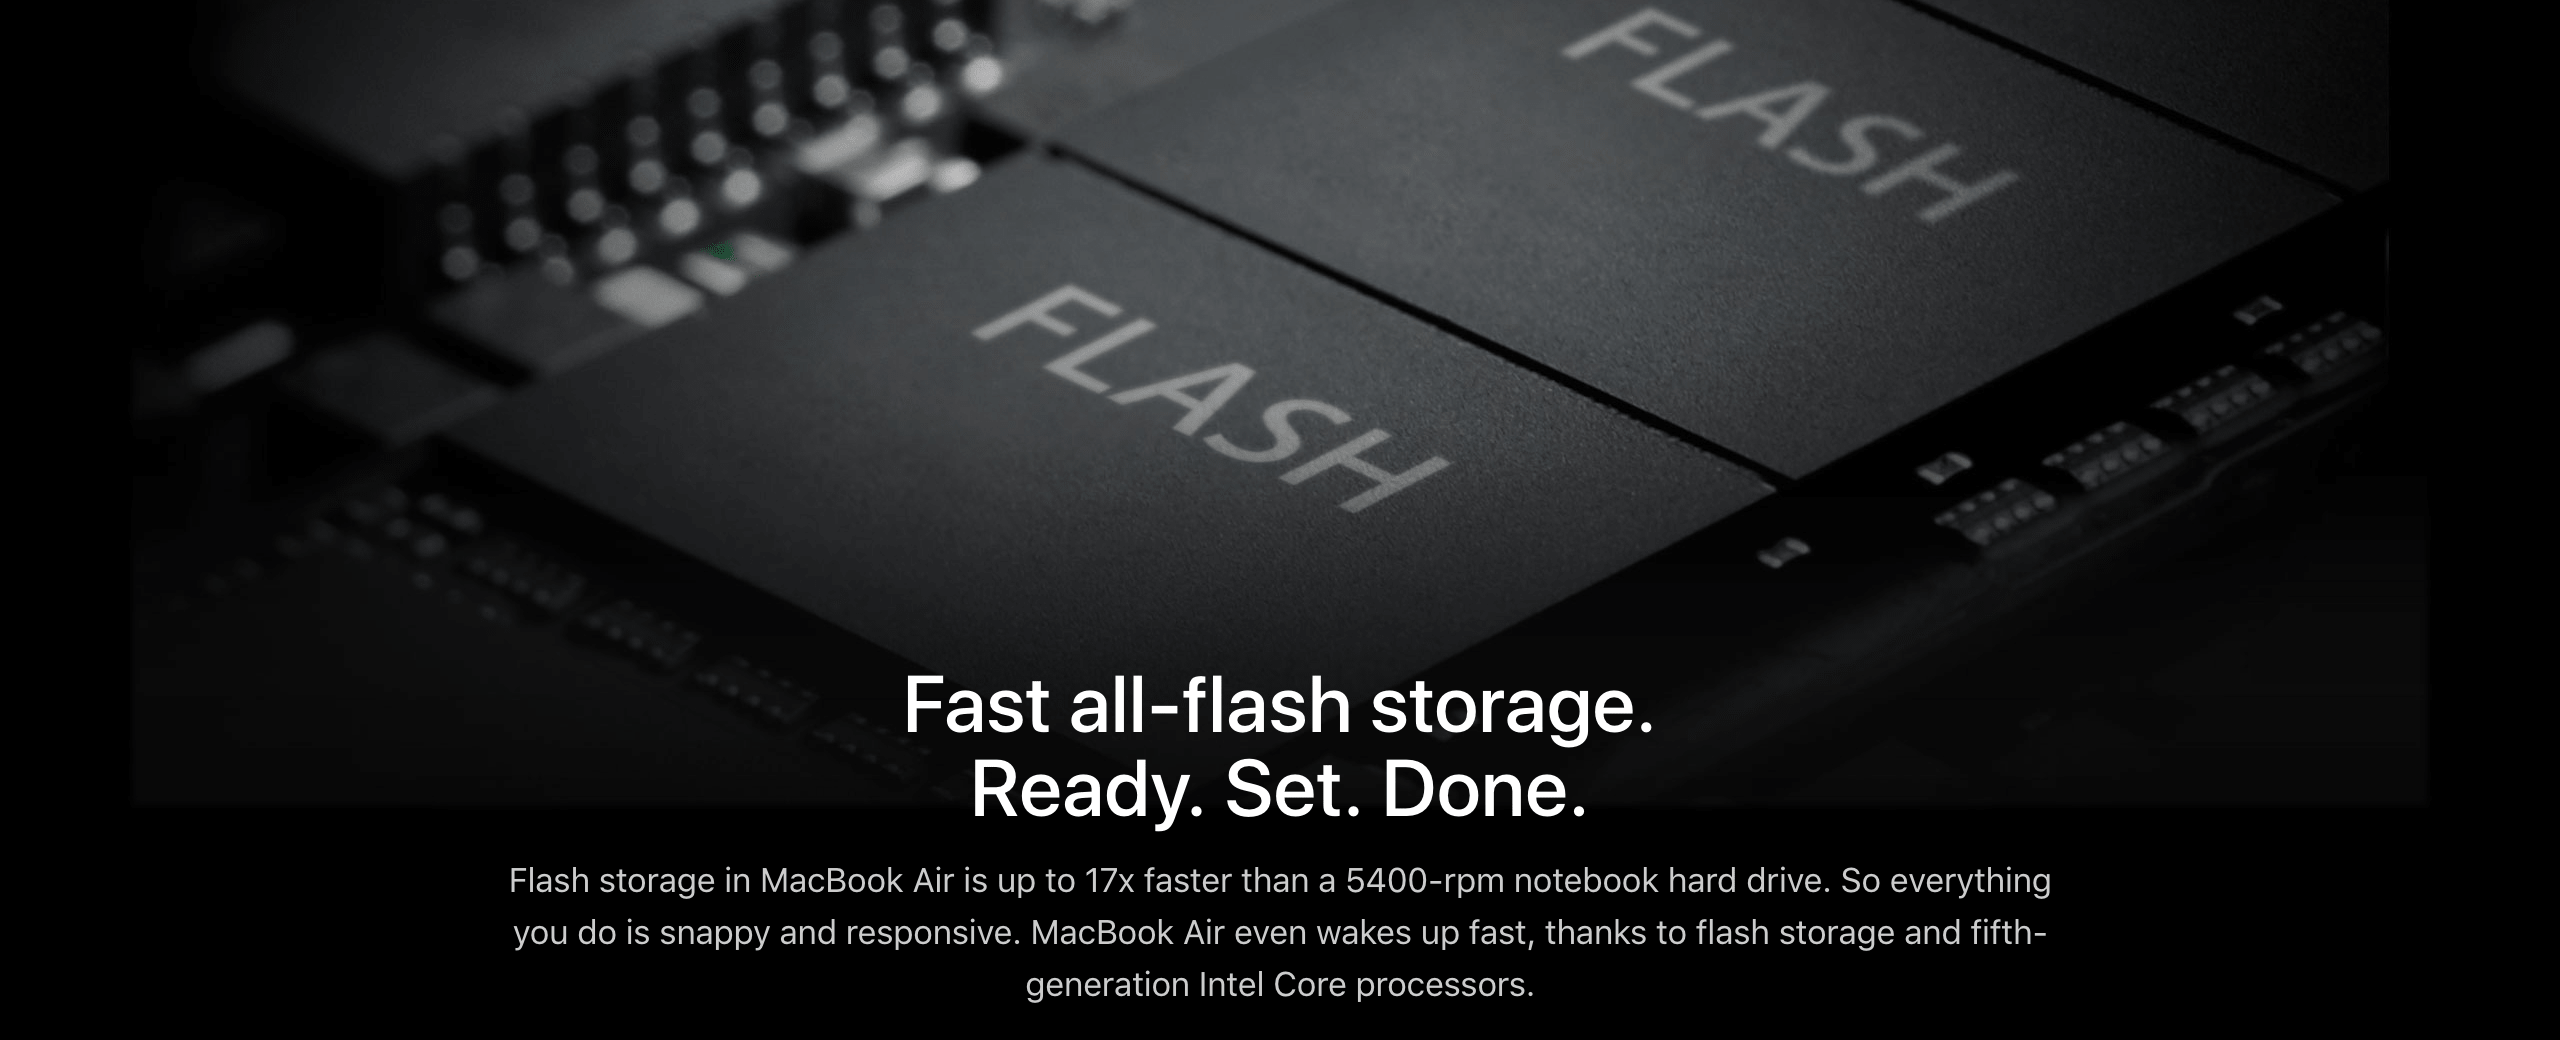 FLASH
FLASH
Fast all-flash storage.
Ready. Set. Done.
Flash storage in MacBook Air is up to 17x faster than a 5400-rpm notebook hard drive. So everything
you do is snappy and responsive. MacBook Air even wakes up fast, thanks to flash storage and fifth-
generation Intel Core processors.